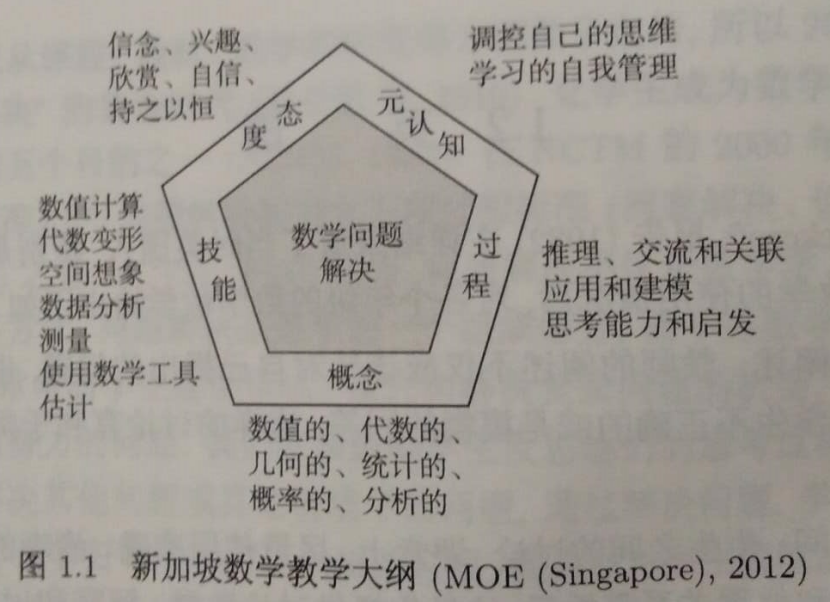 信念、兴趣、
欣赏、自信、
持之以恒
调控自己的思维
学习的自我管理
态度
元认知
数值计算
代数变形
空间想象
数据分析
测量
使用数学工具
估计
技能
数学问题
解决
过程
推理、交流和关联
应用和建模
思考能力和启发
概念
数值的、代数的、
几何的、统计的、
概率的、分析的
图 1.1 新加坡数学教学大纲 (MOE (Singapore), 2012)